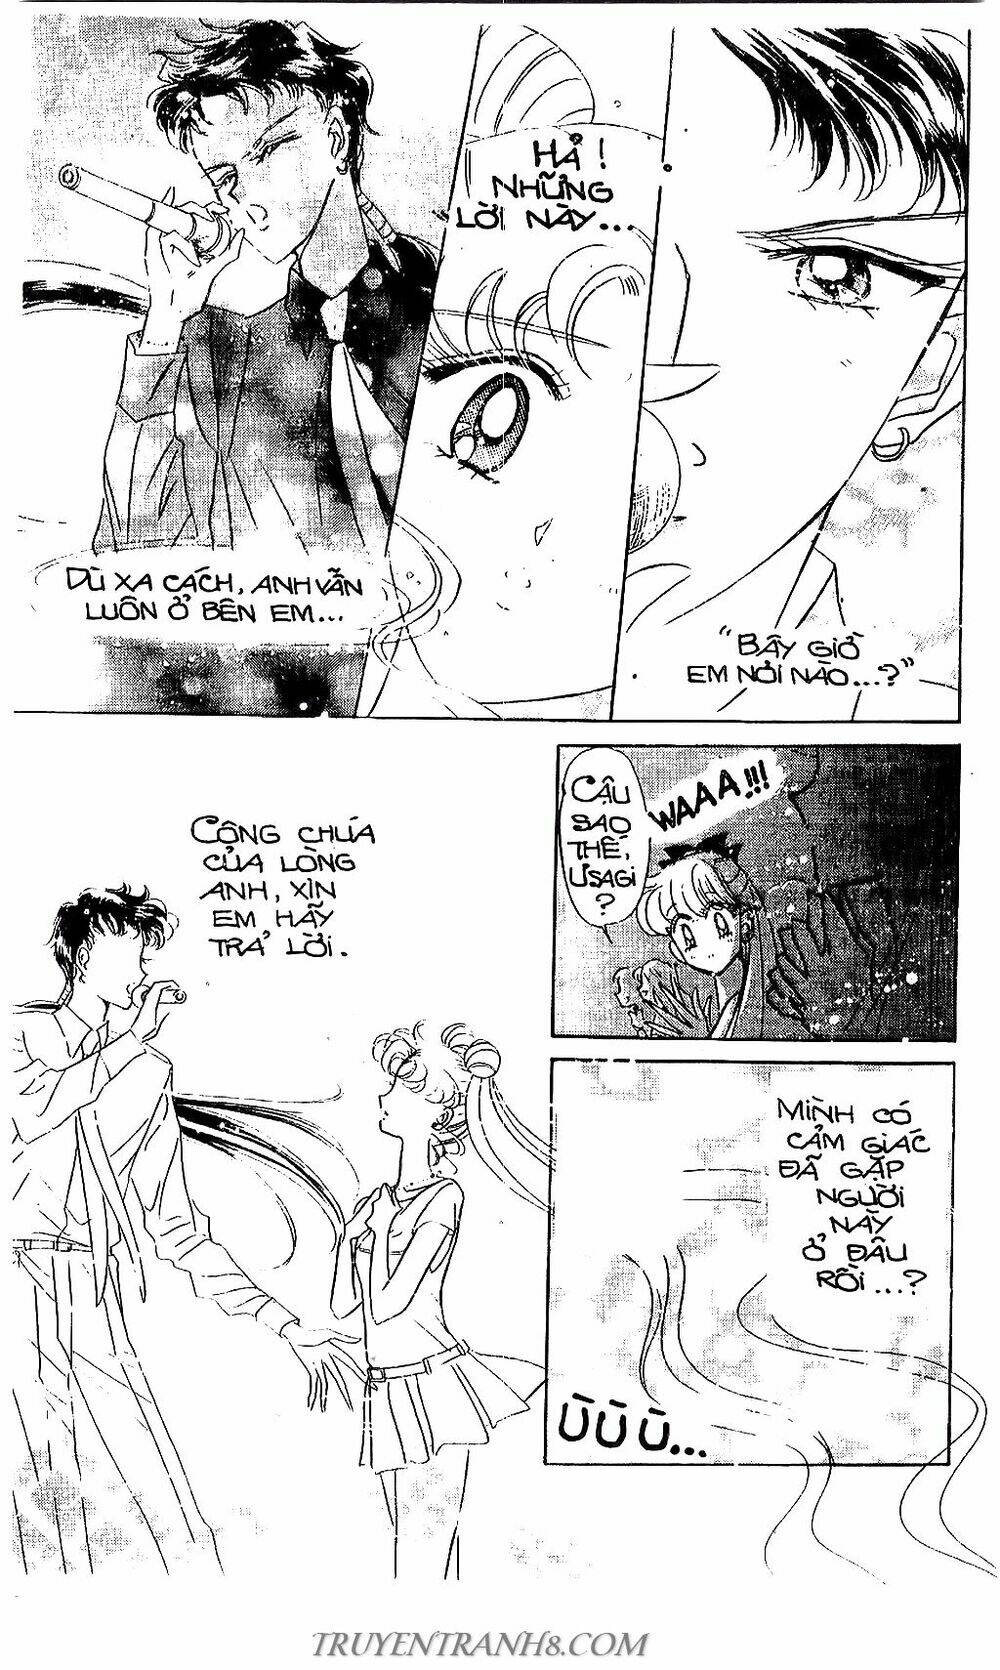 "BÂY GIỜ
EM NƠI NÀO...?"
HẢ!
NHỮNG
LỜI NÀY...
DÙ XA CÁCH, ANH VẪN
LUÔN Ở BÊN EM...
WAAA!!!
CẬU
SAO
THẾ,
USAGI
?
CÔNG CHÚA
CỦA LÒNG
ANH, XIN
EM HÃY
TRẢ LỜI.
MÌNH CÓ
CẢM GIÁC
ĐÃ GẶP
NGƯỜI
NÀY
Ở ĐÂU
RỒI...?
Ù Ù Ù...
TRUYENTRANH8.COM